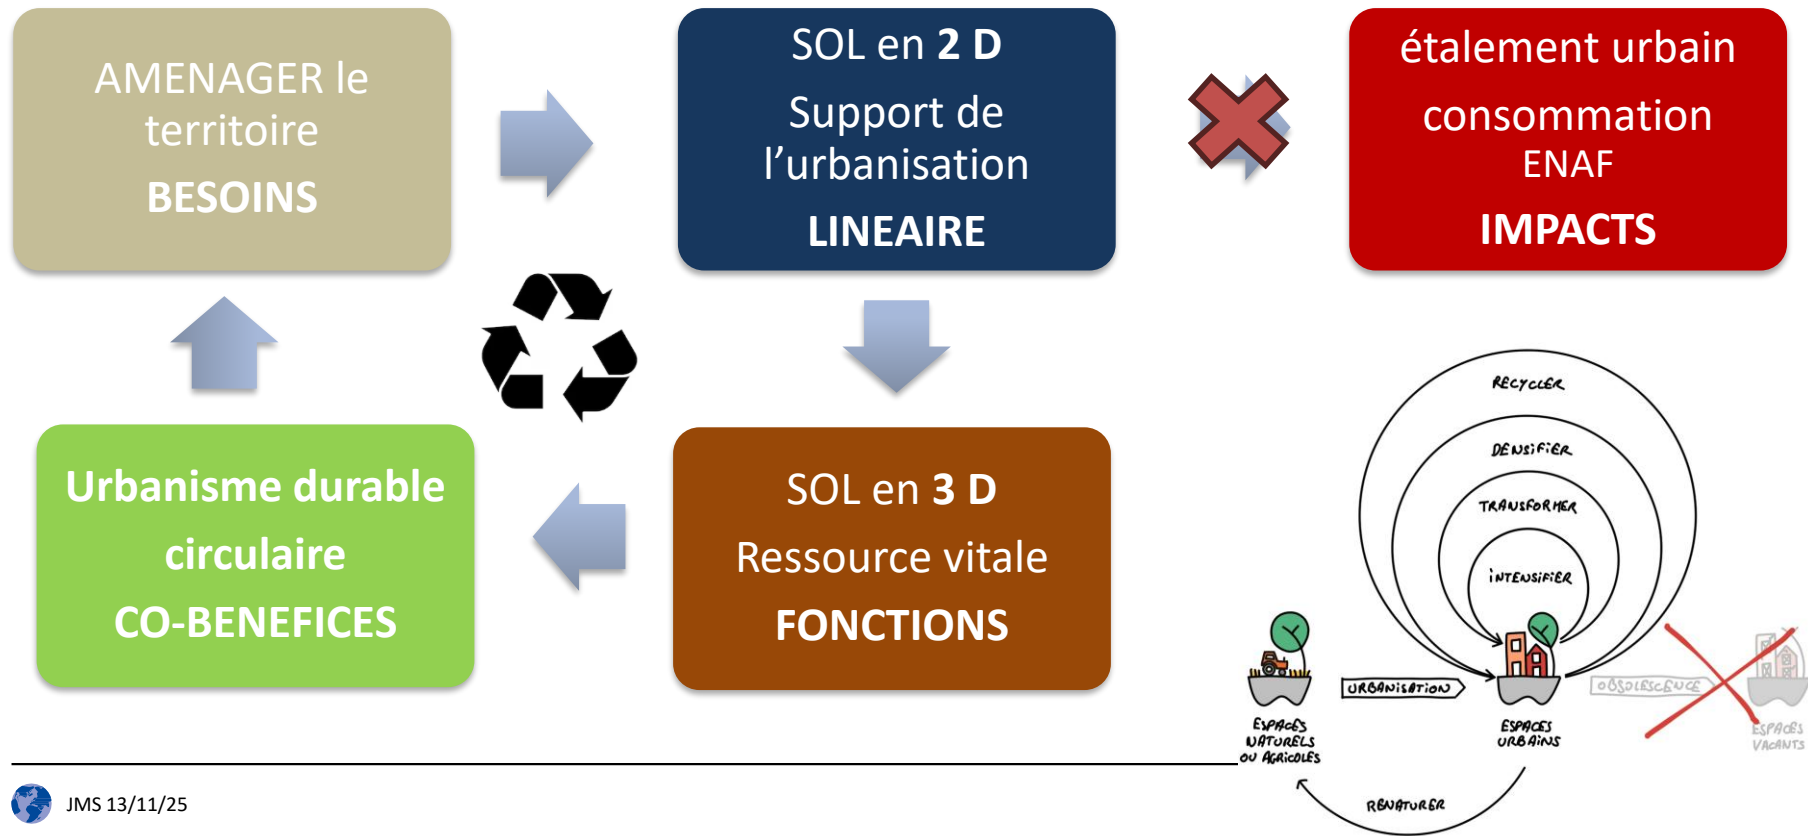 AMENAGER le
territoire
BESOINS
SOL en 2 D
Support de
l'urbanisation
LINEAIRE
étalement urbain
consommation
ENAF
IMPACTS
Urbanisme durable
circulaire
CO-BENEFICES
SOL en 3 D
Ressource vitale
FONCTIONS
RECYCLER
DENSIFIER
TRANSFORMER
INTENSIFIER
URBANISATION
OBSOLESCENCE
ESPACES
NATURELS
OU AGRICOLES
ESPACES
URBAINS
ESPACES
VACANTS
RENATURER
JMS 13/11/25